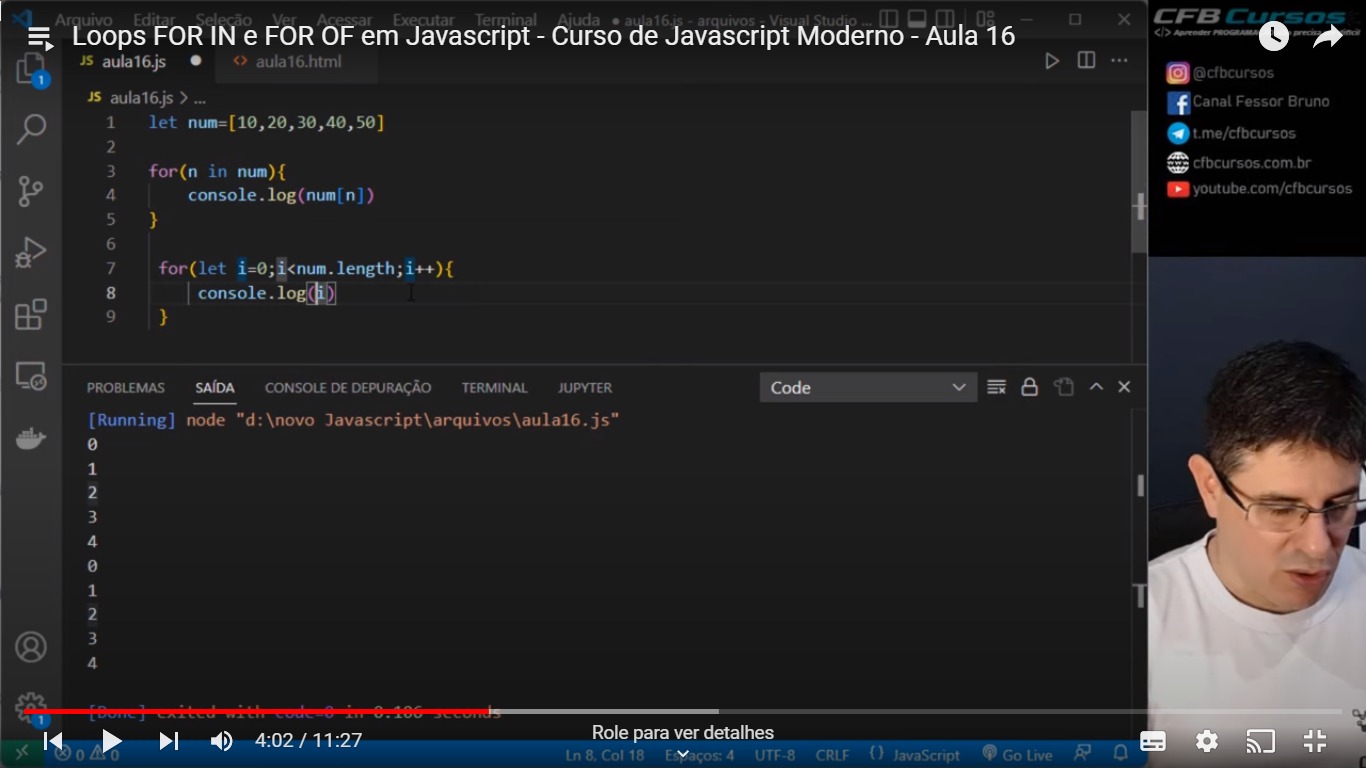 Arquivo Editar Seleção Ver Acessar Executar Terminal Ajuda ● aula16.js - arquivos - Visual Studio ...
CFB Cursos
Loops FOR IN e FOR OF em Javascript - Curso de Javascript Moderno - Aula 16
JS aula16.js ● <> aula16.html
JS aula16.js > ...
1 let num=[10,20,30,40,50]
2
3 for(n in num){
4 console.log(num[n])
5 }
6
7 for(let i=0;i<num.length;i++){
8 console.log(i)
9 }
@cfbcursos
Canal Fessor Bruno
t.me/cfbcursos
cfbcursos.com.br
youtube.com/cfbcursos
1
PROBLEMAS SAÍDA CONSOLE DE DEPURAÇÃO TERMINAL JUPYTER Code
[Running] node "d:\novo Javascript\arquivos\aula16.js"
0
1
2
3
4
0
1
2
3
4
[Done] exited with code=0 in 0.106 seconds
1
4:02 / 11:27
Role para ver detalhes
0 0 Ln 8, Col 18 Espaços: 4 UTF-8 CRLF {} JavaScript Go Live